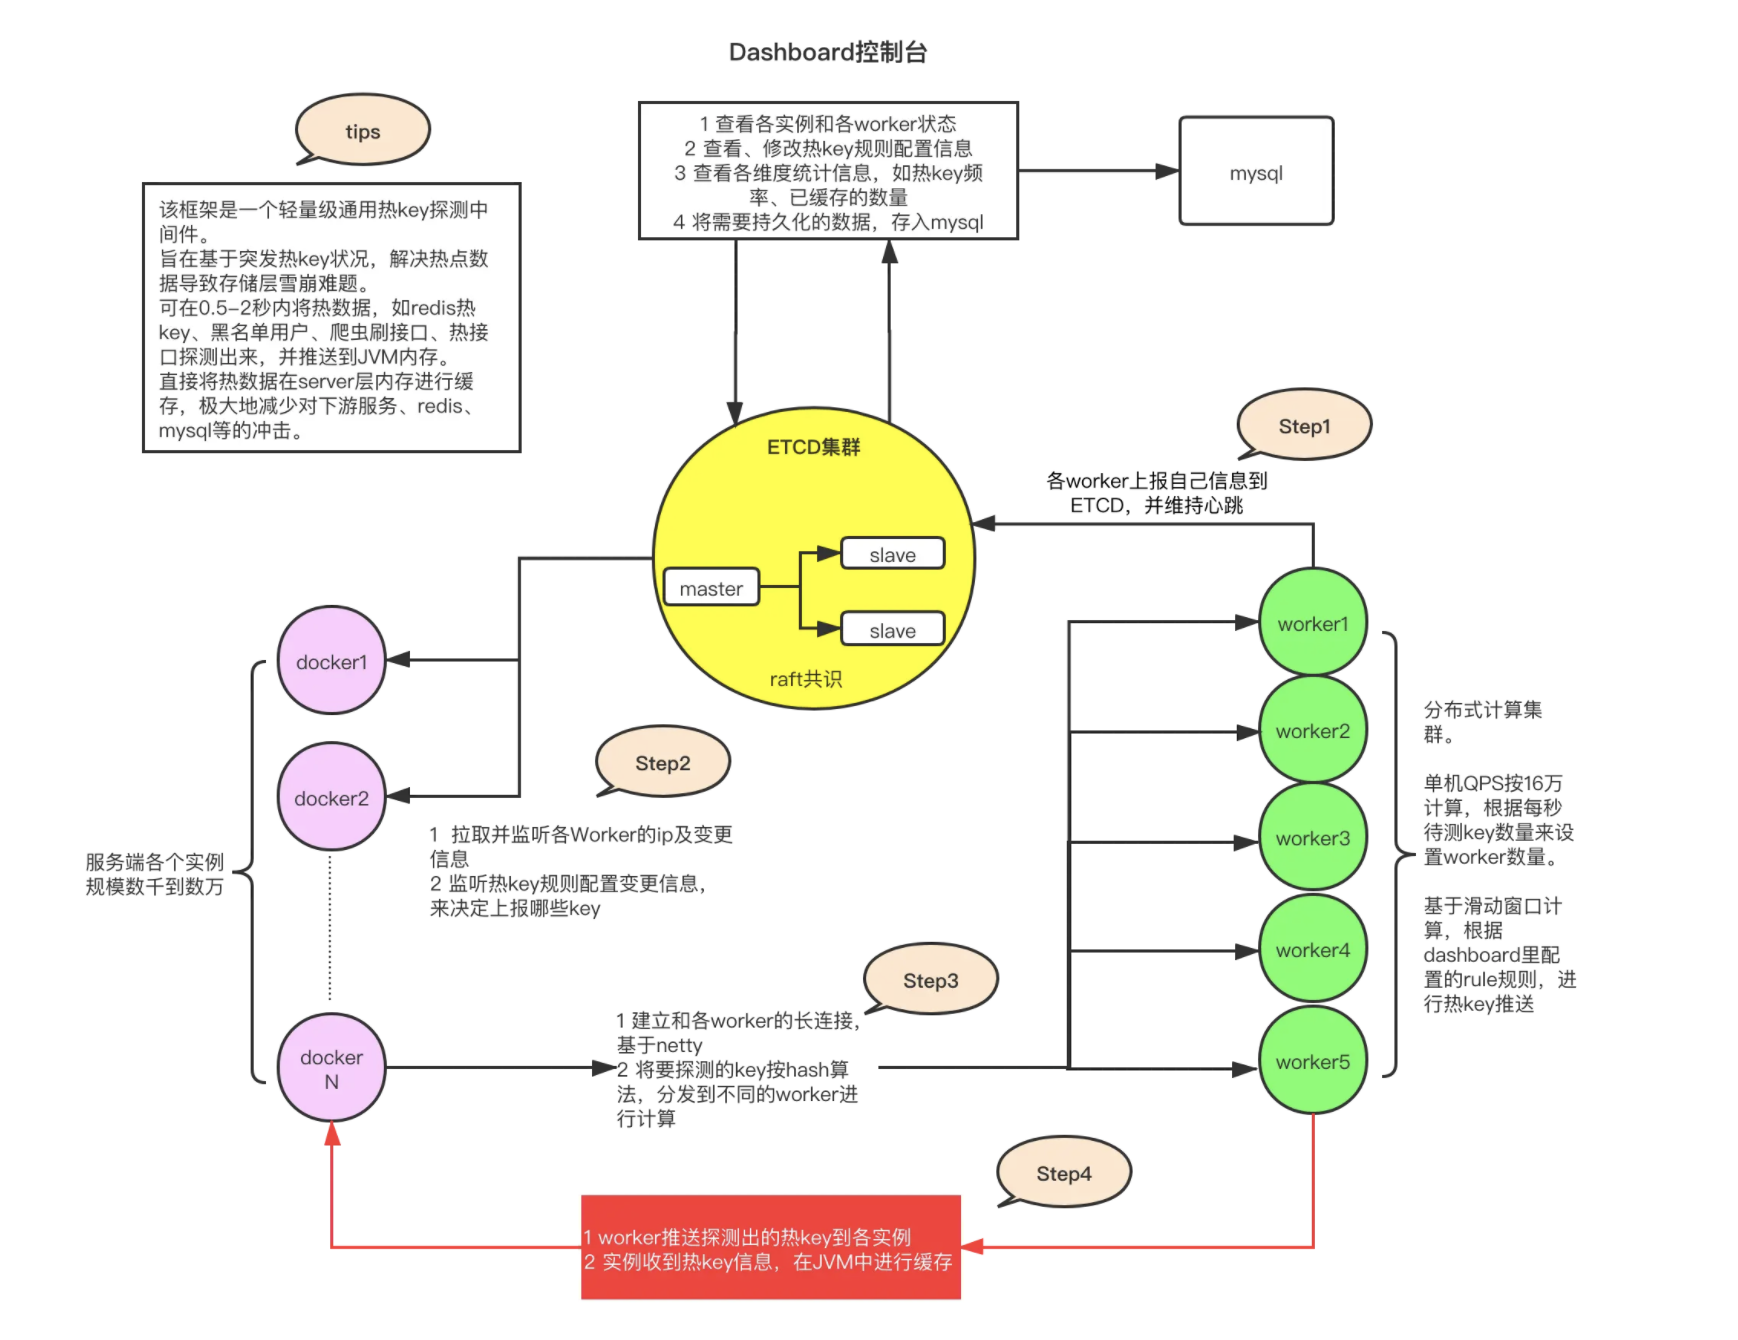 Dashboard控制台
tips
1 查看各实例和各worker状态
2 查看、修改热key规则配置信息
3 查看各维度统计信息，如热key频
率、已缓存的数量
4 将需要持久化的数据，存入mysql
mysql
该框架是一个轻量级通用热key探测中
间件。
旨在基于突发热key状况，解决热点数
据导致存储层雪崩难题。
可在0.5-2秒内将热数据，如redis热
key、黑名单用户、爬虫刷接口、热接
口探测出来，并推送到JVM内存。
直接将热数据在server层内存进行缓
存，极大地减少对下游服务、redis、
mysql等的冲击。
ETCD集群
master
slave
slave
raft共识
Step1
各worker上报自己信息到
ETCD，并维持心跳
docker1
docker2
docker
N
服务端各个实例
规模数千到数万
Step2
1 拉取并监听各Worker的ip及变更
信息
2 监听热key规则配置变更信息，
来决定上报哪些key
Step3
1 建立和各worker的长连接，
基于netty
2 将要探测的key按hash算
法，分发到不同的worker进
行计算
worker1
worker2
worker3
worker4
worker5
分布式计算集
群。
单机QPS按16万
计算，根据每秒
待测key数量来设
置worker数量。
基于滑动窗口计
算，根据
dashboard里配
置的rule规则，进
行热key推送
Step4
1 worker推送探测出的热key到各实例
2 实例收到热key信息，在JVM中进行缓存